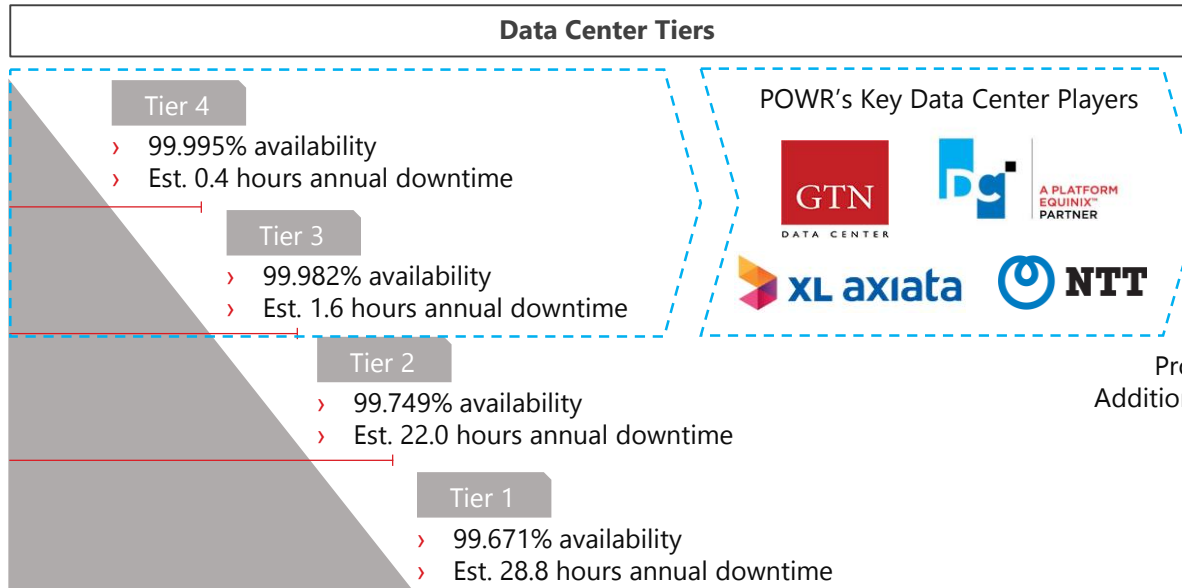 Data Center Tiers
Tier 4
› 99.995% availability
› Est. 0.4 hours annual downtime
Tier 3
› 99.982% availability
› Est. 1.6 hours annual downtime
Tier 2
› 99.749% availability
› Est. 22.0 hours annual downtime
Tier 1
› 99.671% availability
› Est. 28.8 hours annual downtime
POWR's Key Data Center Players
GTN
DATA CENTER
DCI
A PLATFORM
EQUINIX™
PARTNER
XL axiata
NTT